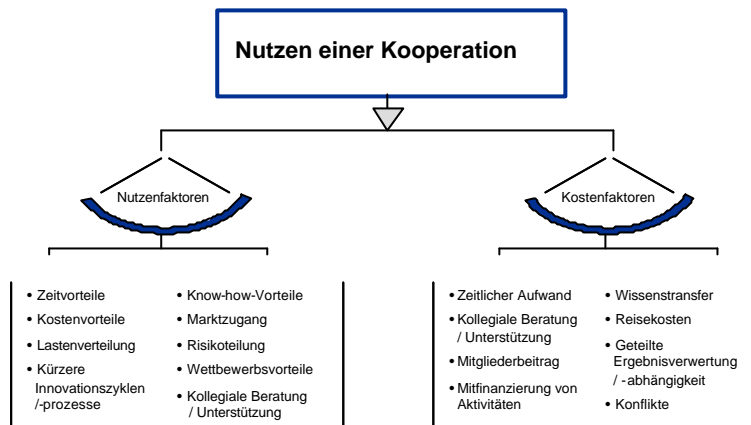 Nutzen einer Kooperation
Nutzenfaktoren
Kostenfaktoren
• Zeitvorteile
• Kostenvorteile
• Lastenverteilung
• Kürzere
Innovationszyklen
/-prozesse
• Know-how-Vorteile
• Marktzugang
• Risikoteilung
• Wettbewerbsvorteile
• Kollegiale Beratung
/ Unterstützung
• Zeitlicher Aufwand
• Kollegiale Beratung
/ Unterstützung
• Mitgliederbeitrag
• Mitfinanzierung von
Aktivitäten
• Wissenstransfer
• Reisekosten
• Geteilte
Ergebnisverwertung
/ -abhängigkeit
• Konflikte